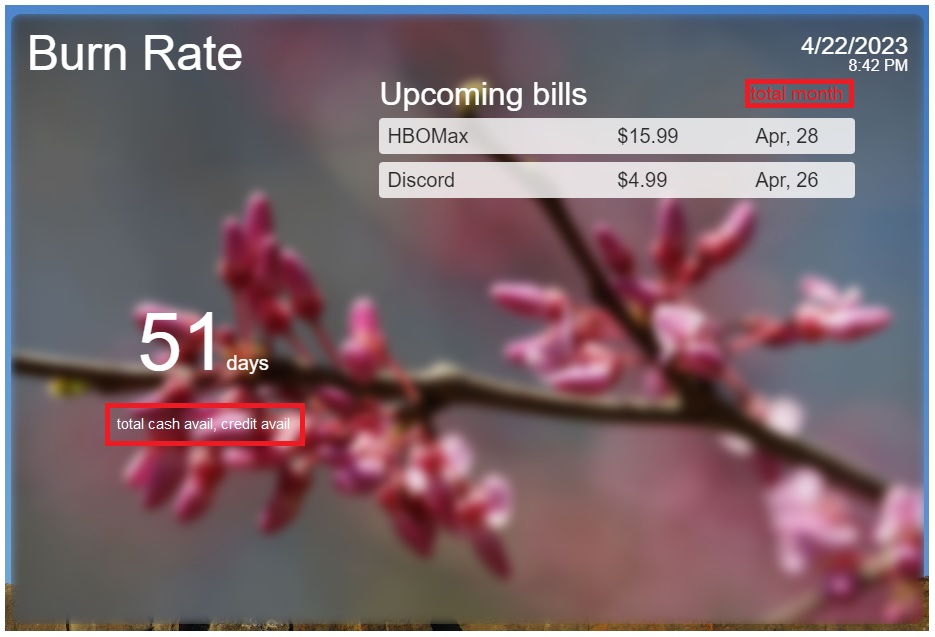 Burn Rate
4/22/2023
8:42 PM
Upcoming bills
total month
HBOMax $15.99 Apr, 28
Discord $4.99 Apr, 26
51 days
total cash avail, credit avail